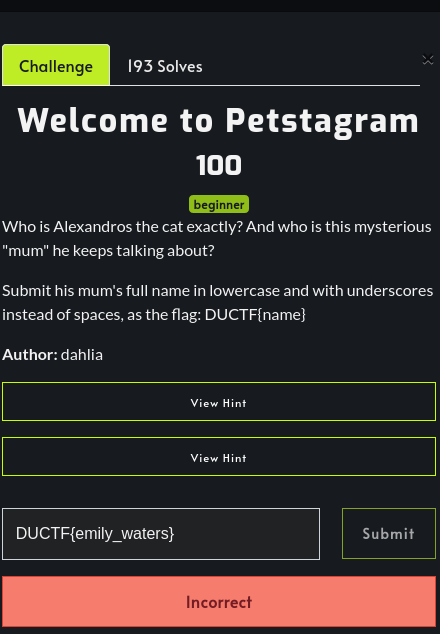 Challenge 193 Solves ×
Welcome to Petstagram
100
beginner
Who is Alexandros the cat exactly? And who is this mysterious
"mum" he keeps talking about?
Submit his mum's full name in lowercase and with underscores
instead of spaces, as the flag: DUCTF{name}
Author: dahlia
View Hint
View Hint
DUCTF{emily_waters} Submit
Incorrect